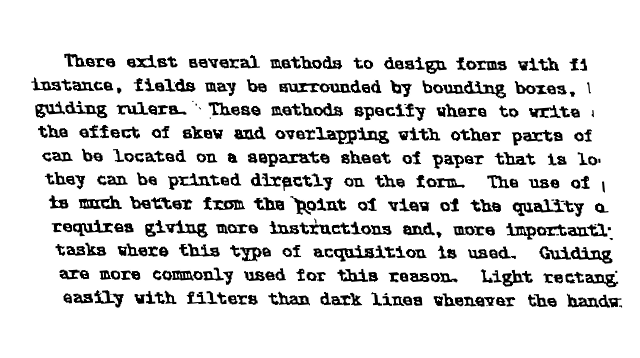 There exist several methods to design forms with fi
instance, fields may be surrounded by bounding boxes,
guiding rulers. These methods specify where to write
the effect of skew and overlapping with other parts of
can be located on a separate sheet of paper that is lo
they can be printed directly on the form. The use of
is much better from the point of view of the quality o
requires giving more instructions and, more importantl
tasks where this type of acquisition is used. Guiding
are more commonly used for this reason. Light rectang
easily with filters than dark lines whenever the handw